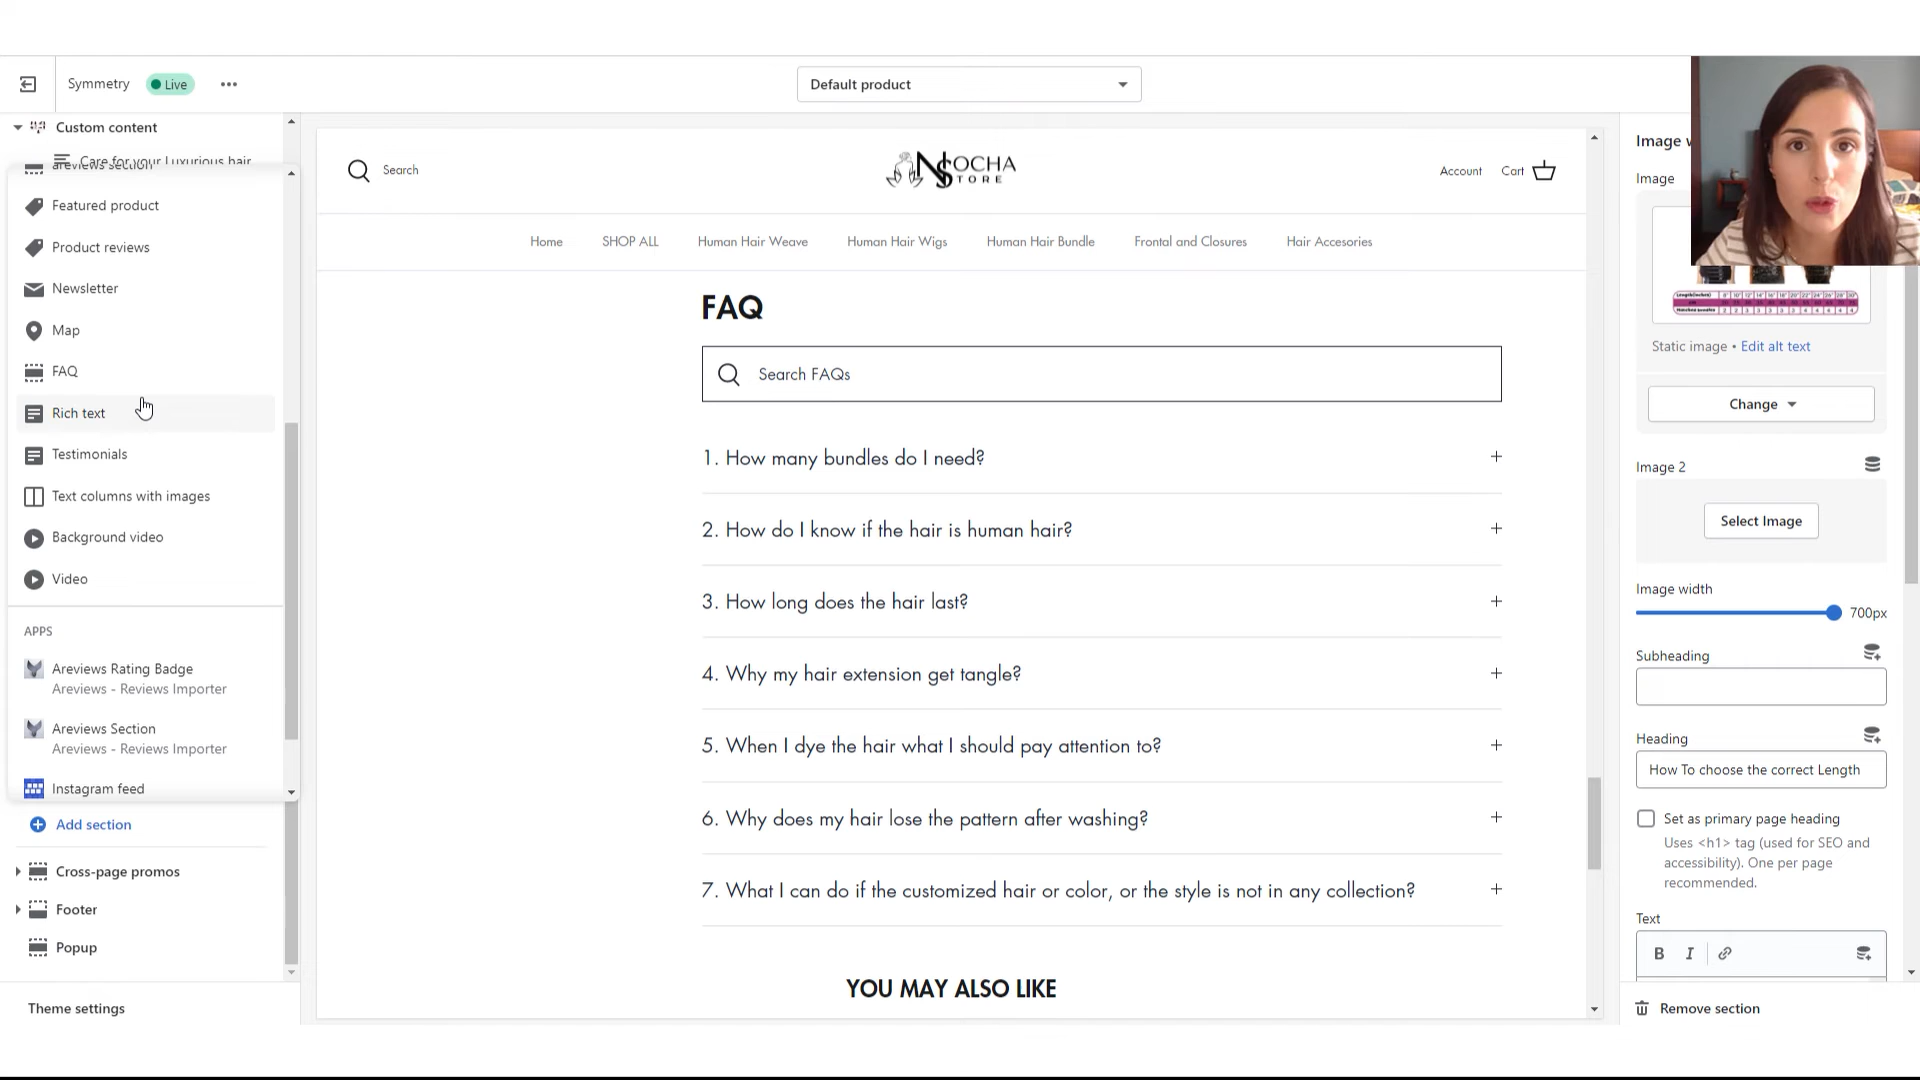 Symmetry
Live
Default product
Custom content
Care for your Luxurious hair
areviews section
Featured product
Product reviews
Newsletter
Map
FAQ
Rich text
Testimonials
Text columns with images
Background video
Video
APPS
Areviews Rating Badge
Areviews - Reviews Importer
Areviews Section
Areviews - Reviews Importer
Instagram feed
Add section
Cross-page promos
Footer
Popup
Theme settings
Search
NOCHA
STORE
Account
Cart
Home
SHOP ALL
Human Hair Weave
Human Hair Wigs
Human Hair Bundle
Frontal and Closures
Hair Accesories
FAQ
Search FAQs
1. How many bundles do I need?
2. How do I know if the hair is human hair?
3. How long does the hair last?
4. Why my hair extension get tangle?
5. When I dye the hair what I should pay attention to?
6. Why does my hair lose the pattern after washing?
7. What I can do if the customized hair or color, or the style is not in any collection?
YOU MAY ALSO LIKE
Image
Image
Static image • Edit alt text
Change
Image 2
Select Image
Image width
700px
Subheading
Heading
How To choose the correct Length
Set as primary page heading
Uses <h1> tag (used for SEO and
accessibility). One per page
recommended.
Text
B I
Remove section